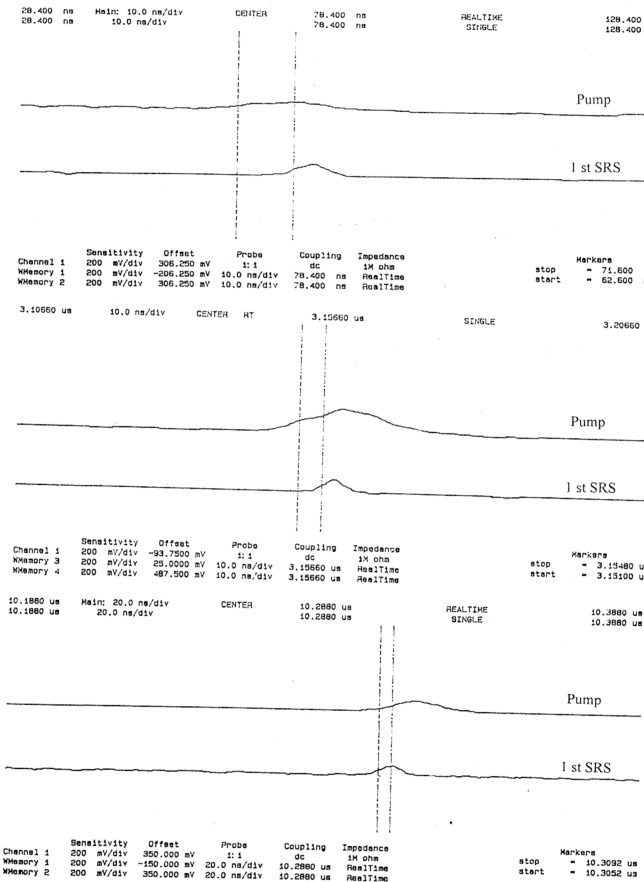 28.400 ns Main: 10.0 ns/div CENTER 78.400 ns REALTIME 128.400
28.400 ns 10.0 ns/div 78.400 ns SINGLE 128.400
Pump
1 st SRS
Sensitivity Offset Probe Coupling Impedance Markers
Channel 1 200 mV/div 306.250 mV 1:1 dc 1M ohm stop = 71.600
WMemory 1 200 mV/div -206.250 mV 10.0 ns/div 78.400 ns RealTime start = 62.600
WMemory 2 200 mV/div 306.250 mV 10.0 ns/div 78.400 ns RealTime
3.10660 us 10.0 ns/div CENTER RT 3.15660 us SINGLE 3.20660
Pump
1 st SRS
Sensitivity Offset Probe Coupling Impedance Markers
Channel 1 200 mV/div -93.7500 mV 1:1 dc 1M ohm stop = 3.15480 u
WMemory 3 200 mV/div 25.0000 mV 10.0 ns/div 3.15660 us RealTime start = 3.15100 u
WMemory 4 200 mV/div 487.500 mV 10.0 ns/div 3.15660 us RealTime
10.1880 us Main: 20.0 ns/div CENTER 10.2880 us REALTIME 10.3880 us
10.1880 us 20.0 ns/div 10.2880 us SINGLE 10.3880 us
Pump
1 st SRS
Sensitivity Offset Probe Coupling Impedance Markers
Channel 1 200 mV/div 350.000 mV 1:1 dc 1M ohm stop = 10.3092 us
WMemory 1 200 mV/div -150.000 mV 20.0 ns/div 10.2880 us RealTime start = 10.3052 us
WMemory 2 200 mV/div 350.000 mV 20.0 ns/div 10.2880 us RealTime